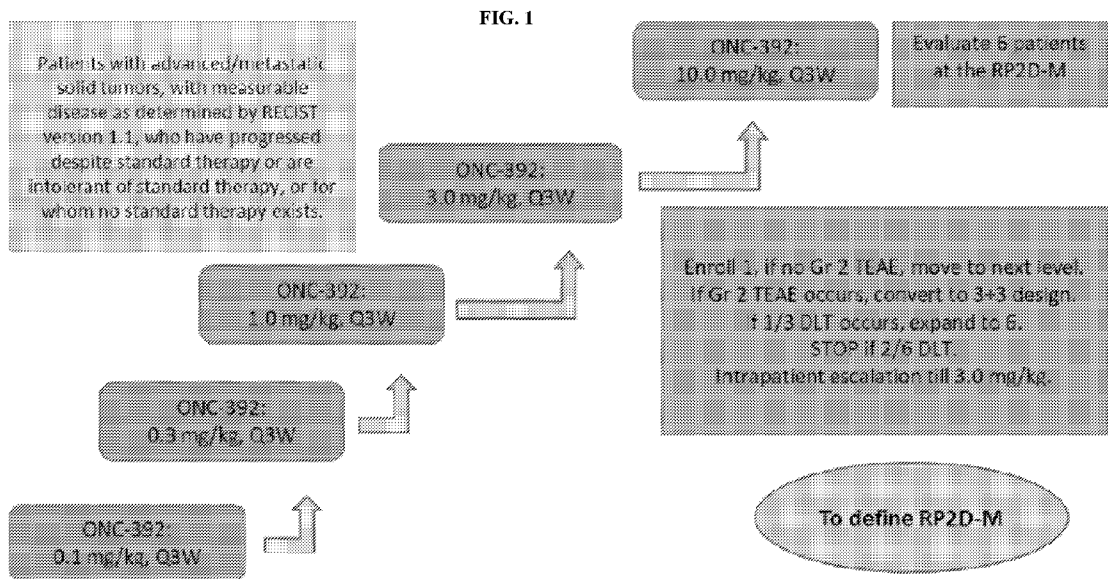 FIG. 1
Patients with advanced/metastatic
solid tumors, with measurable
disease as determined by RECIST
version 1.1, who have progressed
despite standard therapy or are
intolerant of standard therapy, or for
whom no standard therapy exists.
ONC-392:
10.0 mg/kg, Q3W
Evaluate 6 patients
at the RP2D-M
ONC-392:
3.0 mg/kg, Q3W
ONC-392:
1.0 mg/kg, Q3W
Enroll 1, if no Gr 2 TEAE, move to next level.
If Gr 2 TEAE occurs, convert to 3+3 design.
f 1/3 DLT occurs, expand to 6.
STOP if 2/6 DLT.
Intrapatient escalation till 3.0 mg/kg.
ONC-392:
0.3 mg/kg, Q3W
ONC-392:
0.1 mg/kg, Q3W
To define RP2D-M